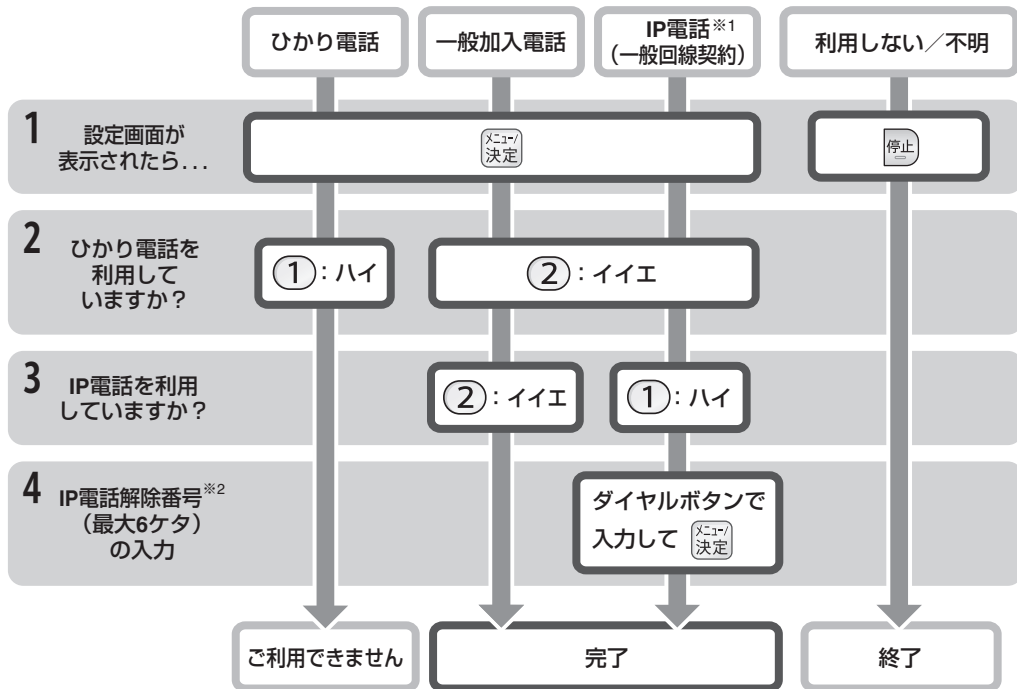 ひかり電話
一般加入電話
IP電話※1
（一般回線契約）
利用しない／不明
1
設定画面が
表示されたら...
メニュー/
決定
停止
2
ひかり電話を
利用して
いますか？
1：ハイ
2：イイエ
3
IP電話を利用
していますか？
2：イイエ
1：ハイ
4
IP電話解除番号※2
（最大6ケタ）
の入力
ダイヤルボタンで
入力して メニュー/決定
ご利用できません
完了
終了